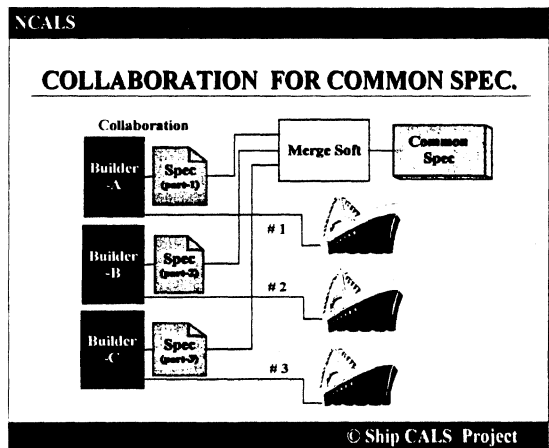 NCALS
COLLABORATION FOR COMMON SPEC.
Collaboration
Builder
-A
Spec
(part-1)
Merge Soft
Common
Spec
# 1
Builder
-B
Spec
(part-2)
# 2
Builder
-C
Spec
(part-3)
# 3
© Ship CALS Project